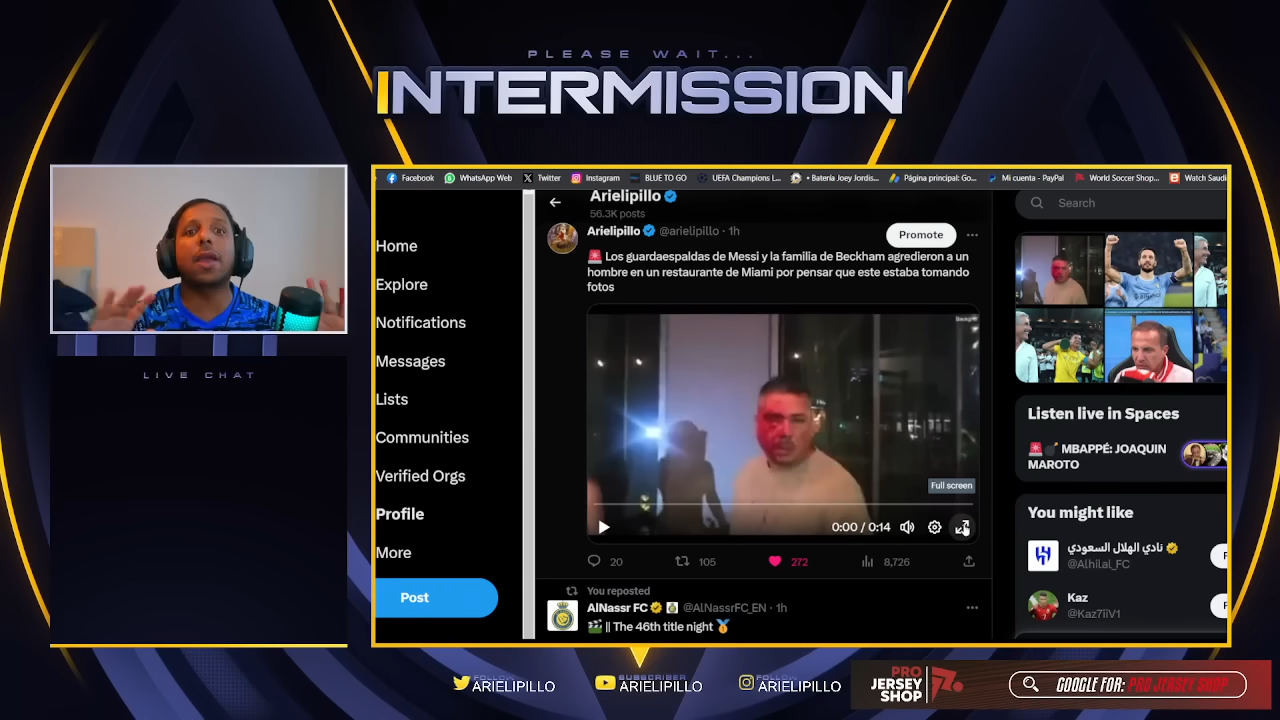 PLEASE WAIT...
INTERMISSION
Facebook
WhatsApp Web
Twitter
Instagram
BLUE TO GO
UEFA Champions L...
• Batería Joey Jordis...
Página principal: Go...
Mi cuenta - PayPal
World Soccer Shop...
Watch Saudi
Home
Explore
Notifications
Messages
Lists
Communities
Verified Orgs
Profile
More
Post
LIVE CHAT
Arielipillo
56.3K posts
Arielipillo @arielipillo · 1h
Promote
🚨 Los guardaespaldas de Messi y la familia de Beckham agredieron a un
hombre en un restaurante de Miami por pensar que este estaba tomando
fotos
Full screen
0:00 / 0:14
20
105
272
8,726
You reposted
AlNassr FC @AlNassrFC_EN · 1h
🎬 || The 46th title night 🏅
Search
Listen live in Spaces
🚨💣 MBAPPÉ: JOAQUIN
MAROTO
You might like
نادي الهلال السعودي
@Alhilal_FC
F
Kaz
@Kaz7iiV1
F
FOLLOW
ARIELIPILLO
SUBSCRIBER
ARIELIPILLO
FOLLOW
ARIELIPILLO
PRO
JERSEY
SHOP
GOOGLE FOR: PRO JERSEY SHOP